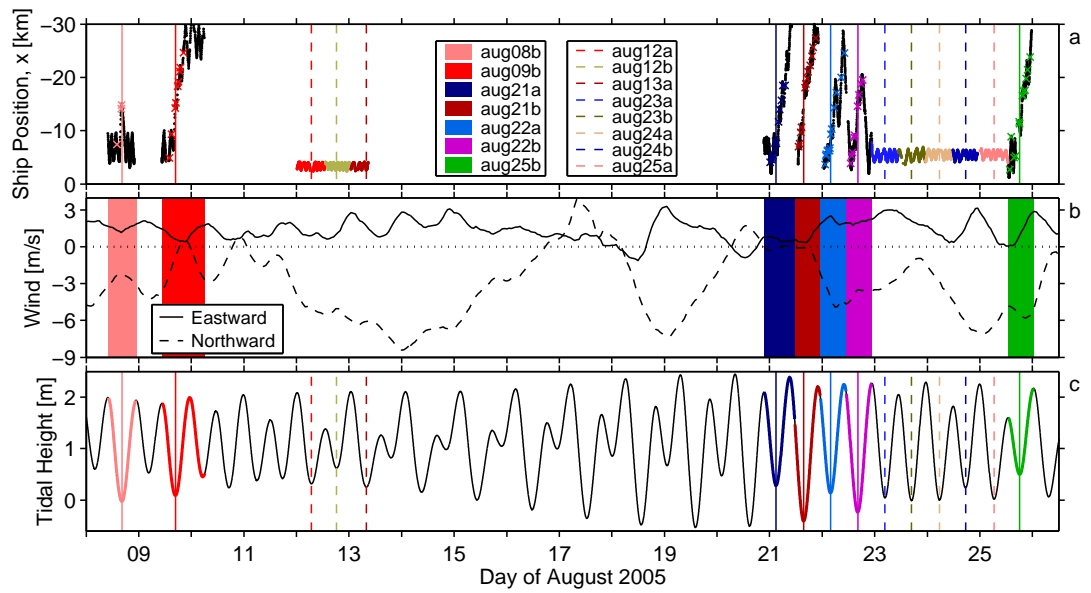 −30
−20
−10
0
Ship Position, x [km]
a
aug08b
aug09b
aug21a
aug21b
aug22a
aug22b
aug25b
aug12a
aug12b
aug13a
aug23a
aug23b
aug24a
aug24b
aug25a
3
0
−3
−6
−9
Wind [m/s]
b
Eastward
Northward
2
1
0
Tidal Height [m]
c
09 11 13 15 17 19 21 23 25
Day of August 2005